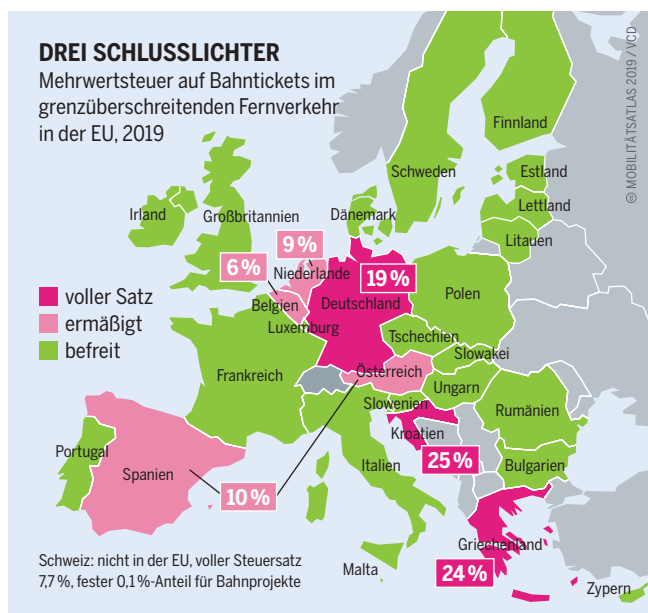 DREI SCHLUSSLICHTER
Mehrwertsteuer auf Bahntickets im
grenzüberschreitenden Fernverkehr
in der EU, 2019
© MOBILITÄTSATLAS 2019 / VCD
Finnland
Schweden
Estland
Lettland
Litauen
Irland
Großbritannien
Dänemark
9 %
6 %
Niederlande
19 %
voller Satz
ermäßigt
befreit
Belgien
Deutschland
Polen
Luxemburg
Tschechien
Slowakei
Frankreich
Österreich
Ungarn
Slowenien
Rumänien
Kroatien
Portugal
Spanien
Italien
25 %
Bulgarien
10 %
Griechenland
24 %
Malta
Zypern
Schweiz: nicht in der EU, voller Steuersatz
7,7 %, fester 0,1 %-Anteil für Bahnprojekte